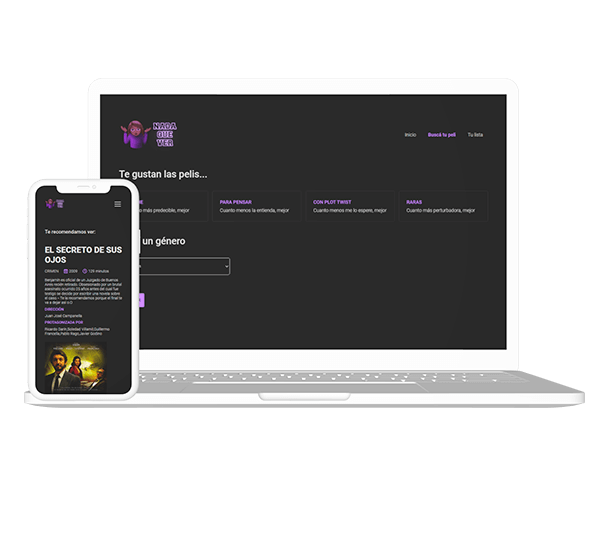 NADA
QUE
VER
Inicio
Buscá tu peli
Tu lista
Te gustan las pelis...
PARA PENSAR
Cuanto menos la entienda, mejor
CON PLOT TWIST
Cuanto menos me lo espere, mejor
RARAS
Cuanto más perturbadora, mejor
más predecible, mejor
un género
Te recomendamos ver:
EL SECRETO DE SUS
OJOS
CRIMEN
2009
129 minutos
Benjamín es oficial de un Juzgado de Buenos
Aires recién retirado. Obsesionado por un brutal
asesinato ocurrido 25 años antes del cual fue
testigo se decide por escribir una novela sobre
el caso
Te la recomendamos porque el final te
va a dejar así
DIRECCIÓN
Juan José Campanella
PROTAGONIZADA POR
Ricardo Darín,Soledad Villamil,Guillermo
Francella,Pablo Rago,Javier Godino